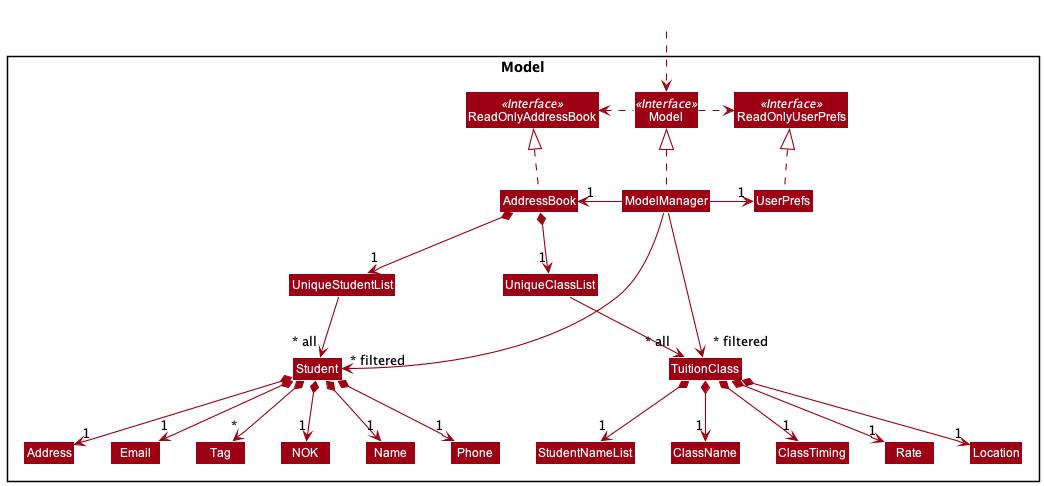 Model
«Interface»
ReadOnlyAddressBook
«Interface»
Model
«Interface»
ReadOnlyUserPrefs
AddressBook
1
ModelManager
1
UserPrefs
1
1
UniqueStudentList
UniqueClassList
* all
* filtered
* all
* filtered
Student
TuitionClass
1
1
*
1
1
1
1
1
1
1
1
Address
Email
Tag
NOK
Name
Phone
StudentNameList
ClassName
ClassTiming
Rate
Location